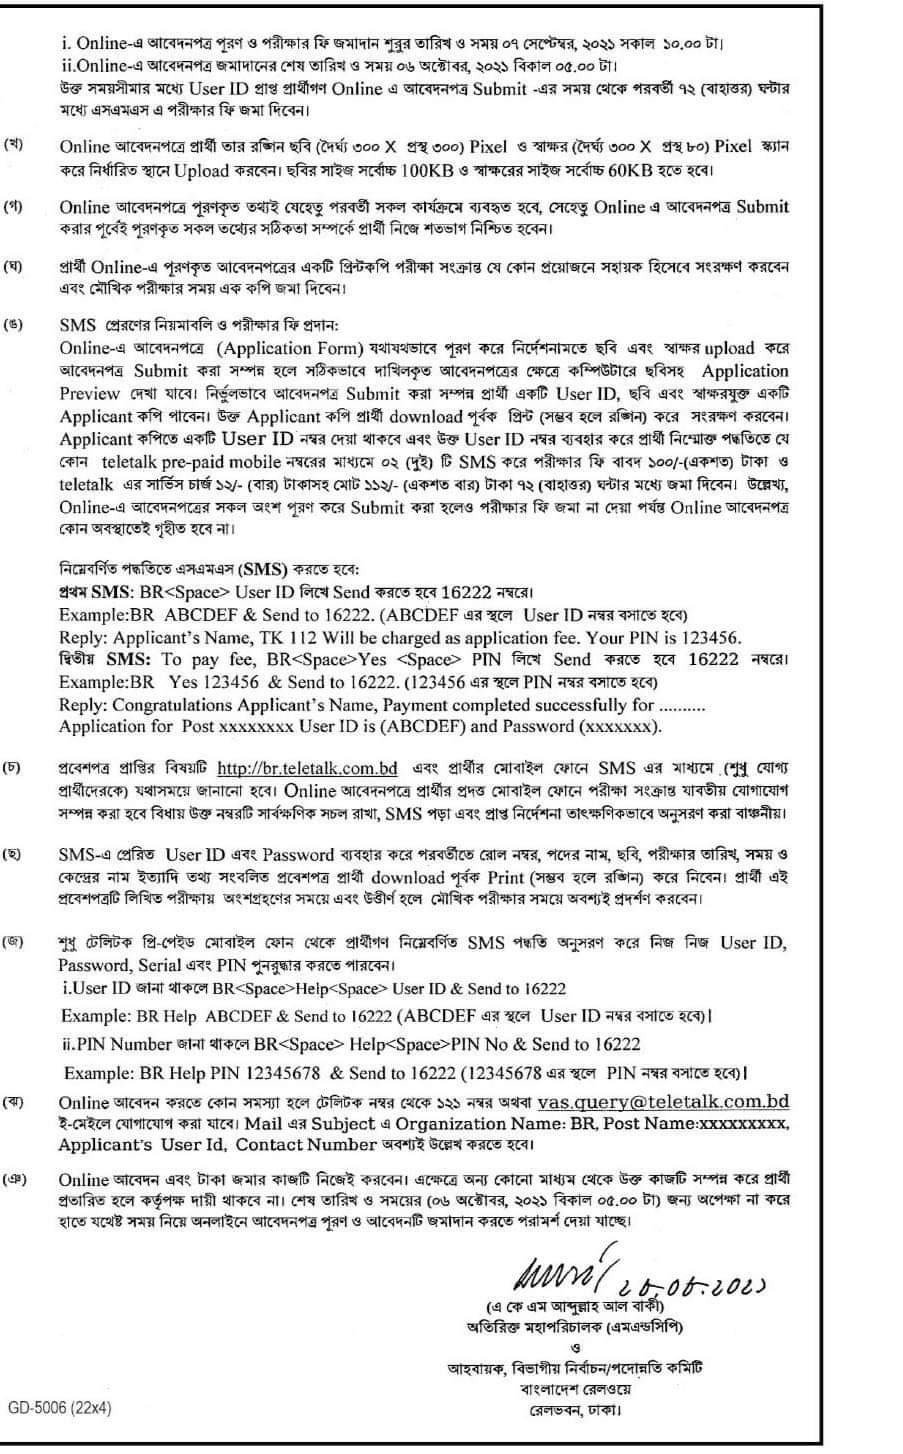 i. Online-এ আবেদনপত্র পূরণ ও পরীক্ষার ফি জমাদান শুরুর তারিখ ও সময় ০৭ সেপ্টেম্বর, ২০২১ সকাল ১০.০০ টা।
ii.Online-এ আবেদনপত্র জমাদানের শেষ তারিখ ও সময় ০৬ অক্টোবর, ২০২১ বিকাল ০৫.০০ টা।
উক্ত সময়সীমার মধ্যে User ID প্রাপ্ত প্রার্থীগণ Online এ আবেদনপত্র Submit -এর সময় থেকে পরবর্তী ৭২ (বাহাত্তর) ঘন্টার
মধ্যে এসএমএস এ পরীক্ষার ফি জমা দিবেন।
(খ) Online আবেদনপত্রে প্রার্থী তার রঙ্গিন ছবি (দৈর্ঘ্য ৩০০ X প্রস্থ ৩০০) Pixel ও স্বাক্ষর (দৈর্ঘ্য ৩০০ X প্রস্থ ৮০) Pixel স্ক্যান
করে নির্ধারিত স্থানে Upload করবেন। ছবির সাইজ সর্বোচ্চ 100KB ও স্বাক্ষরের সাইজ সর্বোচ্চ 60KB হতে হবে।
(গ) Online আবেদনপত্রে পূরণকৃত তথ্যই যেহেতু পরবর্তী সকল কার্যক্রমে ব্যবহৃত হবে, সেহেতু Online এ আবেদনপত্র Submit
করার পূর্বেই পূরণকৃত সকল তথ্যের সঠিকতা সম্পর্কে প্রার্থী নিজে শতভাগ নিশ্চিত হবেন।
(ঘ) প্রার্থী Online-এ পূরণকৃত আবেদনপত্রের একটি প্রিন্টকপি পরীক্ষা সংক্রান্ত যে কোন প্রয়োজনে সহায়ক হিসেবে সংরক্ষণ করবেন
এবং মৌখিক পরীক্ষার সময় এক কপি জমা দিবেন।
(ঙ) SMS প্রেরণের নিয়মাবলি ও পরীক্ষার ফি প্রদান:
Online-এ আবেদনপত্রে (Application Form) যথাযথভাবে পূরণ করে নির্দেশনামতে ছবি এবং স্বাক্ষর upload করে
আবেদনপত্র Submit করা সম্পন্ন হলে সঠিকভাবে দাখিলকৃত আবেদনপত্রের ক্ষেত্রে কম্পিউটারে ছবিসহ Application
Preview দেখা যাবে। নির্ভুলভাবে আবেদনপত্র Submit করা সম্পন্ন প্রার্থী একটি User ID, ছবি এবং স্বাক্ষরযুক্ত একটি
Applicant কপি পাবেন। উক্ত Applicant কপি প্রার্থী download পূর্বক প্রিন্ট (সম্ভব হলে রঙ্গিন) করে সংরক্ষণ করবেন।
Applicant কপিতে একটি User ID নম্বর দেয়া থাকবে এবং উক্ত User ID নম্বর ব্যবহার করে প্রার্থী নিম্মোক্ত পদ্ধতিতে যে
কোন teletalk pre-paid mobile নম্বরের মাধ্যমে ০২ (দুই) টি SMS করে পরীক্ষার ফি বাবদ ১০০/-(একশত) টাকা ও
teletalk এর সার্ভিস চার্জ ১২/- (বার) টাকাসহ মোট ১১২/- (একশত বার) টাকা ৭২ (বাহাত্তর) ঘন্টার মধ্যে জমা দিবেন। উল্লেখ্য,
Online-এ আবেদনপত্রের সকল অংশ পূরণ করে Submit করা হলেও পরীক্ষার ফি জমা না দেয়া পর্যন্ত Online আবেদনপত্র
কোন অবস্থাতেই গৃহীত হবে না।
নিম্নেবর্ণিত পদ্ধতিতে এসএমএস (SMS) করতে হবে:
প্রথম SMS: BR<Space> User ID লিখে Send করতে হবে 16222 নম্বরে।
Example:BR ABCDEF & Send to 16222. (ABCDEF এর স্থলে User ID নম্বর বসাতে হবে)
Reply: Applicant's Name, TK 112 Will be charged as application fee. Your PIN is 123456.
দ্বিতীয় SMS: To pay fee, BR<Space>Yes <Space> PIN লিখে Send করতে হবে 16222 নম্বরে।
Example:BR Yes 123456 & Send to 16222. (123456 এর স্থলে PIN নম্বর বসাতে হবে)
Reply: Congratulations Applicant's Name, Payment completed successfully for ..........
Application for Post xxxxxxxx User ID is (ABCDEF) and Password (xxxxxxx).
(চ) প্রবেশপত্র প্রাপ্তির বিষয়টি http://br.teletalk.com.bd এবং প্রার্থীর মোবাইল ফোনে SMS এর মাধ্যমে (শুধু যোগ্য
প্রার্থীদেরকে) যথাসময়ে জানানো হবে। Online আবেদনপত্রে প্রার্থীর প্রদত্ত মোবাইল ফোনে পরীক্ষা সংক্রান্ত যাবতীয় যোগাযোগ
সম্পন্ন করা হবে বিধায় উক্ত নম্বরটি সার্বক্ষণিক সচল রাখা, SMS পড়া এবং প্রাপ্ত নির্দেশনা তাৎক্ষণিকভাবে অনুসরণ করা বাঞ্চনীয়।
(ছ) SMS-এ প্রেরিত User ID এবং Password ব্যবহার করে পরবর্তীতে রোল নম্বর, পদের নাম, ছবি, পরীক্ষার তারিখ, সময় ও
কেন্দ্রের নাম ইত্যাদি তথ্য সংবলিত প্রবেশপত্র প্রার্থী download পূর্বক Print (সম্ভব হলে রঙ্গিন) করে নিবেন। প্রার্থী এই
প্রবেশপত্রটি লিখিত পরীক্ষায় অংশগ্রহণের সময়ে এবং উত্তীর্ণ হলে মৌখিক পরীক্ষার সময়ে অবশ্যই প্রদর্শণ করবেন।
(জ) শুধু টেলিটক প্রি-পেইড মোবাইল ফোন থেকে প্রার্থীগণ নিম্নেবর্ণিত SMS পদ্ধতি অনুসরণ করে নিজ নিজ User ID,
Password, Serial এবং PIN পুনরুদ্ধার করতে পারবেন।
i.User ID জানা থাকলে BR<Space>Help<Space> User ID & Send to 16222
Example: BR Help ABCDEF & Send to 16222 (ABCDEF এর স্থলে User ID নম্বর বসাতে হবে)।
ii.PIN Number জানা থাকলে BR<Space> Help<Space>PIN No & Send to 16222
Example: BR Help PIN 12345678 & Send to 16222 (12345678 এর স্থলে PIN নম্বর বসাতে হবে)।
(ঝ) Online আবেদন করতে কোন সমস্যা হলে টেলিটক নম্বর থেকে ১২১ নম্বর অথবা vas.query@teletalk.com.bd
ই-মেইলে যোগাযোগ করা যাবে। Mail এর Subject এ Organization Name: BR, Post Name:xxxxxxxxx,
Applicant's User Id, Contact Number অবশ্যই উল্লেখ করতে হবে।
(ঞ) Online আবেদন এবং টাকা জমার কাজটি নিজেই করবেন। এক্ষেত্রে অন্য কোনো মাধ্যম থেকে উক্ত কাজটি সম্পন্ন করে প্রার্থী
প্রতারিত হলে কর্তৃপক্ষ দায়ী থাকবে না। শেষ তারিখ ও সময়ের (০৬ অক্টোবর, ২০২১ বিকাল ০৫.০০ টা) জন্য অপেক্ষা না করে
হাতে যথেষ্ট সময় নিয়ে অনলাইনে আবেদনপত্র পূরণ ও আবেদনটি জমাদান করতে পরামর্শ দেয়া যাচ্ছে।
(এ কে এম আব্দুল্লাহ আল বাকী)
অতিরিক্ত মহাপরিচালক (এমএন্ডসিপি)
ও
আহবায়ক, বিভাগীয় নির্বাচন/পদোন্নতি কমিটি
বাংলাদেশ রেলওয়ে
রেলভবন, ঢাকা।
GD-5006 (22x4)